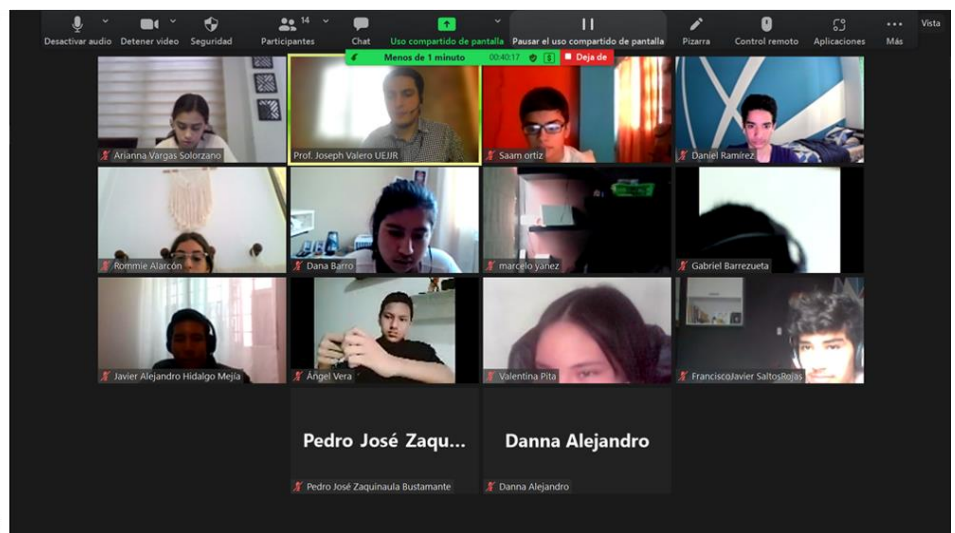 14
Vista
Desactivar audio Detener video Seguridad Participantes Chat Uso compartido de pantalla Pausar el uso compartido de pantalla Pizarra Control remoto Aplicaciones Más
Menos de 1 minuto 00:40:17 $ Deja de
Arianna Vargas Solorzano
Prof. Joseph Valero UEJJR
Saam ortiz
Daniel Ramirez
Rommie Alarcón
Dana Barro
marcelo yanez
Gabriel Barrezueta
Javier Alejandro Hidalgo Mejía
Ángel Vera
Valentina Pita
FranciscoJavier SaltosRojas
Pedro José Zaqu...
Danna Alejandro
Pedro José Zaquinaula Bustamante
Danna Alejandro